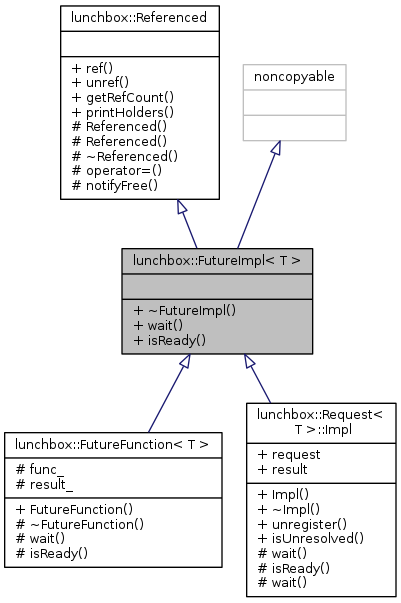 lunchbox::Referenced
+ ref()
+ unref()
+ getRefCount()
+ printHolders()
# Referenced()
# Referenced()
# ~Referenced()
# operator=()
# notifyFree()
noncopyable
lunchbox::FutureImpl< T >
+ ~FutureImpl()
+ wait()
+ isReady()
lunchbox::FutureFunction< T >
# func_
# result_
+ FutureFunction()
# ~FutureFunction()
# wait()
# isReady()
lunchbox::Request<
T >::Impl
+ request
+ result
+ Impl()
+ ~Impl()
+ unregister()
+ isUnresolved()
# wait()
# isReady()
# wait()